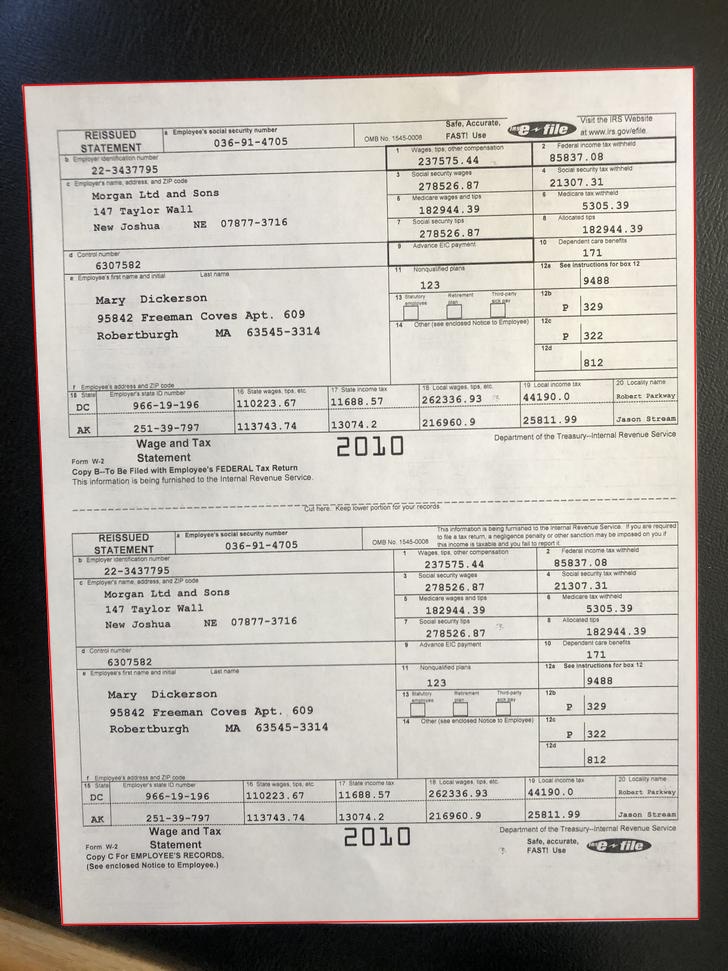 REISSUED STATEMENT
a Employee's social security number
036-91-4705
OMB No. 1545-0008
Safe, Accurate, FAST! Use
IRS e-file
Visit the IRS Website at www.irs.gov/efile.
b Employer identification number
22-3437795
1 Wages, tips, other compensation
237575.44
2 Federal income tax withheld
85837.08
c Employer's name, address, and ZIP code
Morgan Ltd and Sons
147 Taylor Wall
New Joshua NE 07877-3716
3 Social security wages
278526.87
4 Social security tax withheld
21307.31
5 Medicare wages and tips
182944.39
6 Medicare tax withheld
5305.39
7 Social security tips
278526.87
8 Allocated tips
182944.39
d Control number
6307582
9 Advance EIC payment
10 Dependent care benefits
171
e Employee's first name and initial Last name
Mary Dickerson
95842 Freeman Coves Apt. 609
Robertburgh MA 63545-3314
11 Nonqualified plans
123
12a See instructions for box 12
9488
13 Statutory employee Retirement plan Third-party sick pay
12b
P 329
14 Other (see enclosed Notice to Employee)
12c
P 322
12d
812
f Employee's address and ZIP code
15 State Employer's state ID number 16 State wages, tips, etc. 17 State income tax 18 Local wages, tips, etc. 19 Local income tax 20 Locality name
DC 966-19-196 110223.67 11688.57 262336.93 44190.0 Robert Parkway
AK 251-39-797 113743.74 13074.2 216960.9 25811.99 Jason Stream
Form W-2 Wage and Tax Statement
2010
Department of the Treasury--Internal Revenue Service
Copy B--To Be Filed with Employee's FEDERAL Tax Return
This information is being furnished to the Internal Revenue Service.
Cut here. Keep lower portion for your records.
REISSUED STATEMENT
a Employee's social security number
036-91-4705
OMB No. 1545-0008
This information is being furnished to the Internal Revenue Service. If you are required
to file a tax return, a negligence penalty or other sanction may be imposed on you if
this income is taxable and you fail to report it.
b Employer identification number
22-3437795
1 Wages, tips, other compensation
237575.44
2 Federal income tax withheld
85837.08
c Employer's name, address, and ZIP code
Morgan Ltd and Sons
147 Taylor Wall
New Joshua NE 07877-3716
3 Social security wages
278526.87
4 Social security tax withheld
21307.31
5 Medicare wages and tips
182944.39
6 Medicare tax withheld
5305.39
7 Social security tips
278526.87
8 Allocated tips
182944.39
d Control number
6307582
9 Advance EIC payment
10 Dependent care benefits
171
e Employee's first name and initial Last name
Mary Dickerson
95842 Freeman Coves Apt. 609
Robertburgh MA 63545-3314
11 Nonqualified plans
123
12a See instructions for box 12
9488
13 Statutory employee Retirement plan Third-party sick pay
12b
P 329
14 Other (see enclosed Notice to Employee)
12c
P 322
12d
812
f Employee's address and ZIP code
15 State Employer's state ID number 16 State wages, tips, etc. 17 State income tax 18 Local wages, tips, etc. 19 Local income tax 20 Locality name
DC 966-19-196 110223.67 11688.57 262336.93 44190.0 Robert Parkway
AK 251-39-797 113743.74 13074.2 216960.9 25811.99 Jason Stream
Form W-2 Wage and Tax Statement
2010
Department of the Treasury--Internal Revenue Service
Copy C For EMPLOYEE'S RECORDS.
(See enclosed Notice to Employee.)
Safe, accurate, FAST! Use
IRS e-file